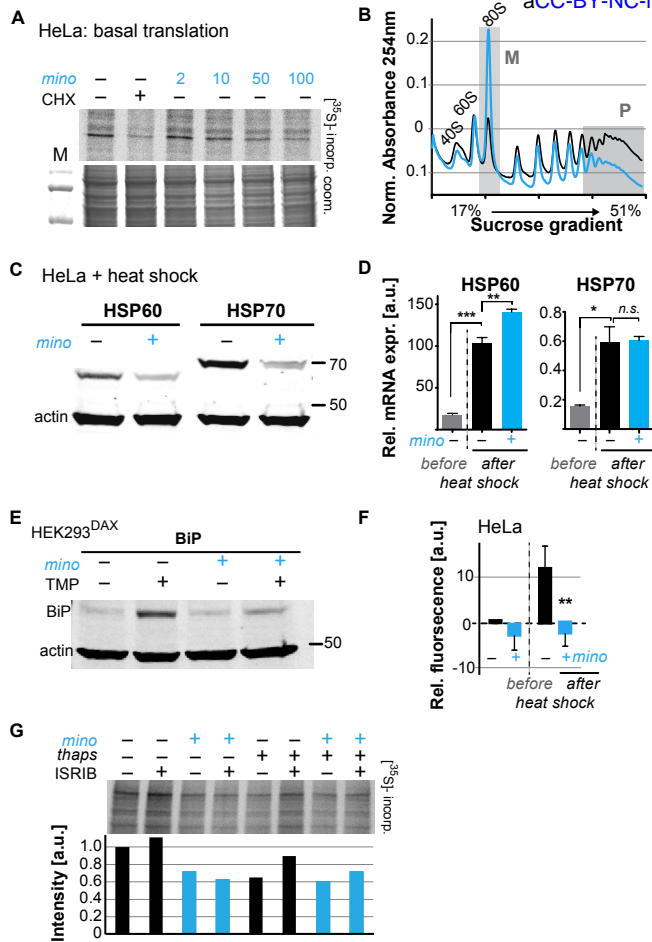 aCC-BY-NC-
A HeLa: basal translation
mino – – 2 10 50 100
CHX – +
[35S]- incorp.
coom.
M
B
Norm. Absorbance 254nm
0.2
0.1
0
0.1
40S
60S
80S
M
P
17% 51%
Sucrose gradient
C HeLa + heat shock
HSP60 HSP70
mino – + – +
70
50
actin
D HSP60 HSP70
Rel. mRNA expr. [a.u.]
150
100
50
*** **
0.8
0.6
0.4
0.2
0
* n.s.
mino – – + – – +
before after before after
heat shock heat shock
E HEK293DAX
BiP
mino – – + +
TMP – + – +
BiP
actin
50
F HeLa
Rel. fluorsecence [a.u.]
10
0
-10
**
– + – + mino
before after
heat shock
G
mino – – + + – – + +
thaps – – – – + + + +
ISRIB – + – + – + – +
[35S]- incorp.
Intensity [a.u.]
1.0
0.8
0.6
0.4
0.2
0